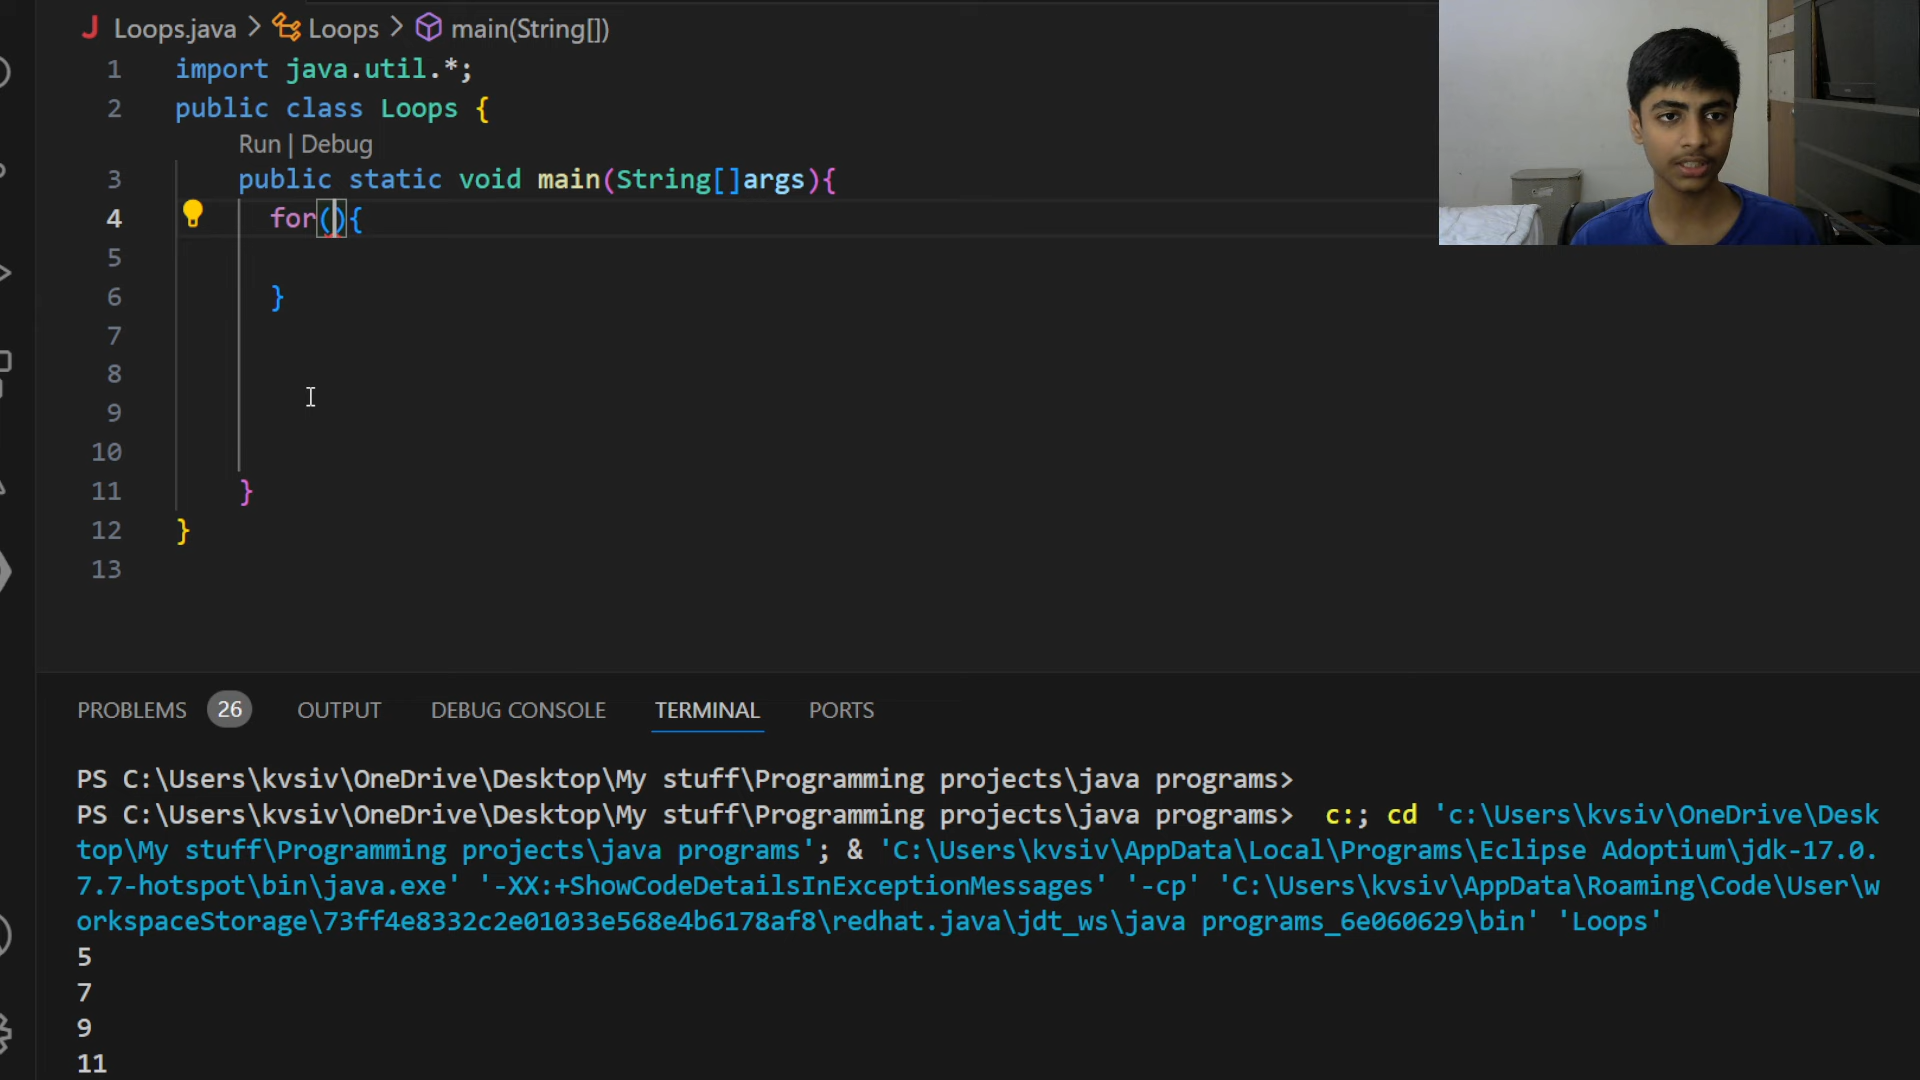 J Loops.java > Loops > main(String[])
1 import java.util.*;
2 public class Loops {
Run | Debug
3 public static void main(String[]args){
4 for(){
5
6 }
7
8
9
10
11 }
12 }
13
PROBLEMS 26 OUTPUT DEBUG CONSOLE TERMINAL PORTS
PS C:\Users\kvsiv\OneDrive\Desktop\My stuff\Programming projects\java programs>
PS C:\Users\kvsiv\OneDrive\Desktop\My stuff\Programming projects\java programs>  c:; cd 'c:\Users\kvsiv\OneDrive\Desk
top\My stuff\Programming projects\java programs'; & 'C:\Users\kvsiv\AppData\Local\Programs\Eclipse Adoptium\jdk-17.0.
7.7-hotspot\bin\java.exe' '-XX:+ShowCodeDetailsInExceptionMessages' '-cp' 'C:\Users\kvsiv\AppData\Roaming\Code\User\w
orkspaceStorage\73ff4e8332c2e01033e568e4b6178af8\redhat.java\jdt_ws\java programs_6e060629\bin' 'Loops'
5
7
9
11